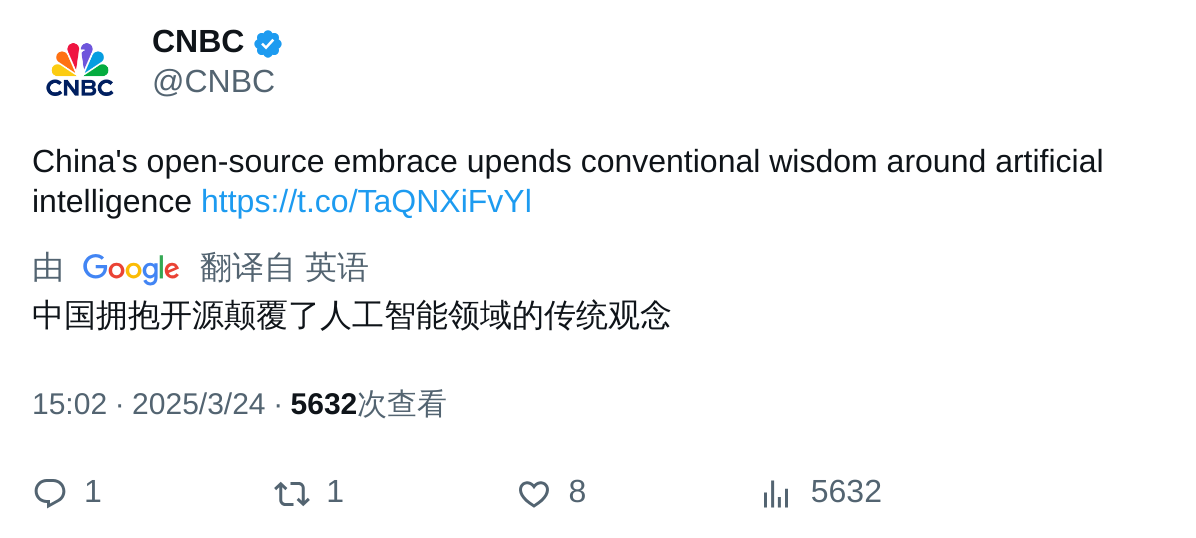 CNBC
@CNBC
CNBC
China's open-source embrace upends conventional wisdom around artificial
intelligence https://t.co/TaQNXiFvYl
由 Google 翻译自 英语
中国拥抱开源颠覆了人工智能领域的传统观念
15:02 · 2025/3/24 · 5632次查看
1 1 8 5632